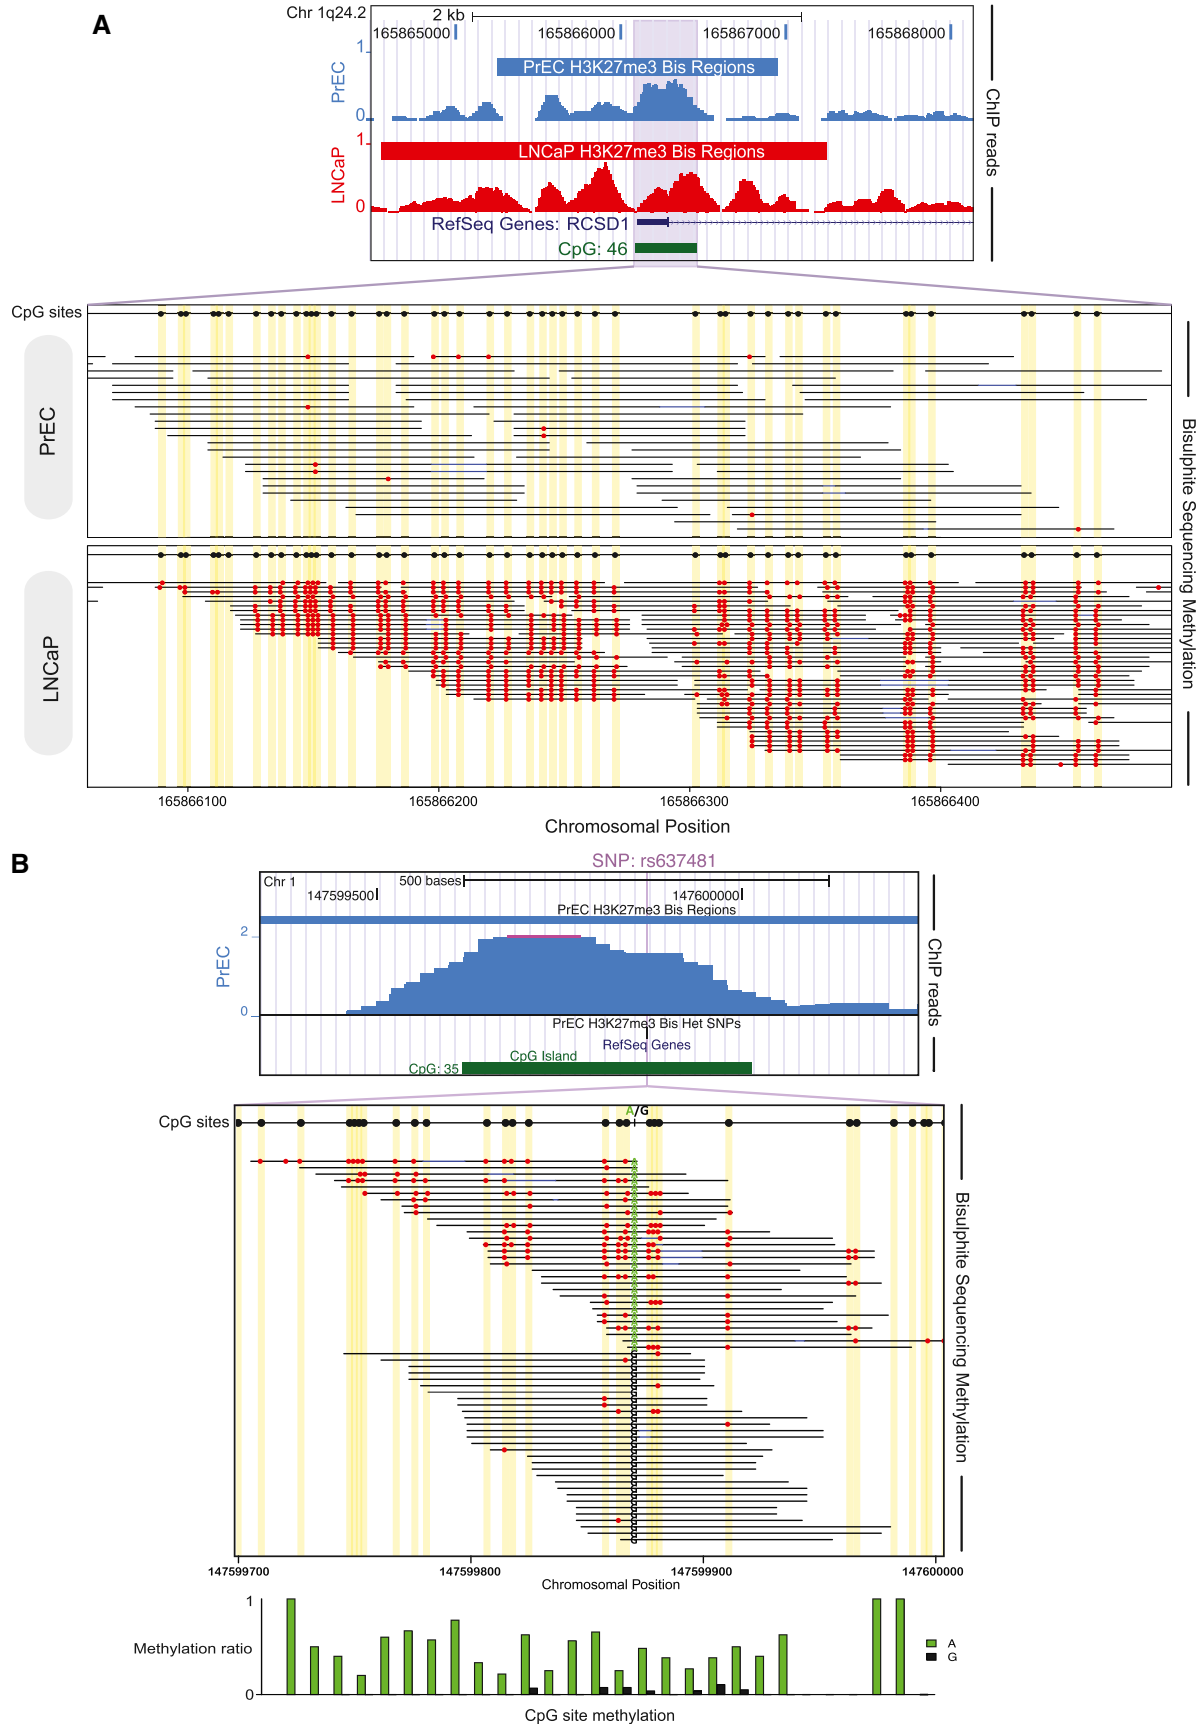 A
Chr 1q24.2
2 kb
165865000
165866000
165867000
165868000
1
PrEC
0
PrEC H3K27me3 Bis Regions
1
LNCaP
0
LNCaP H3K27me3 Bis Regions
RefSeq Genes: RCSD1
CpG: 46
ChIP reads
CpG sites
PrEC
LNCaP
Bisulphite Sequencing Methylation
165866100
165866200
165866300
165866400
Chromosomal Position
B
SNP: rs637481
Chr 1
500 bases
147599500
147600000
PrEC H3K27me3 Bis Regions
2
PrEC
0
PrEC H3K27me3 Bis Het SNPs
RefSeq Genes
CpG Island
CpG: 35
ChIP reads
A/G
CpG sites
Bisulphite Sequencing Methylation
147599700
147599800
147599900
147600000
Chromosomal Position
1
Methylation ratio
0
A
G
CpG site methylation